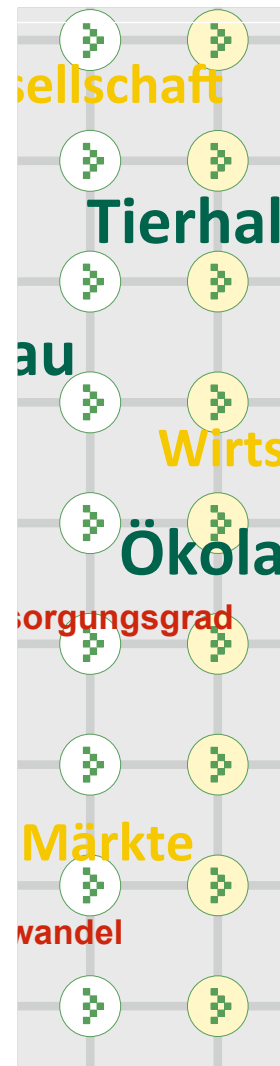 sellschaft
Tierhal
au
Wirts
Ökola
sorgungsgrad
Märkte
wandel